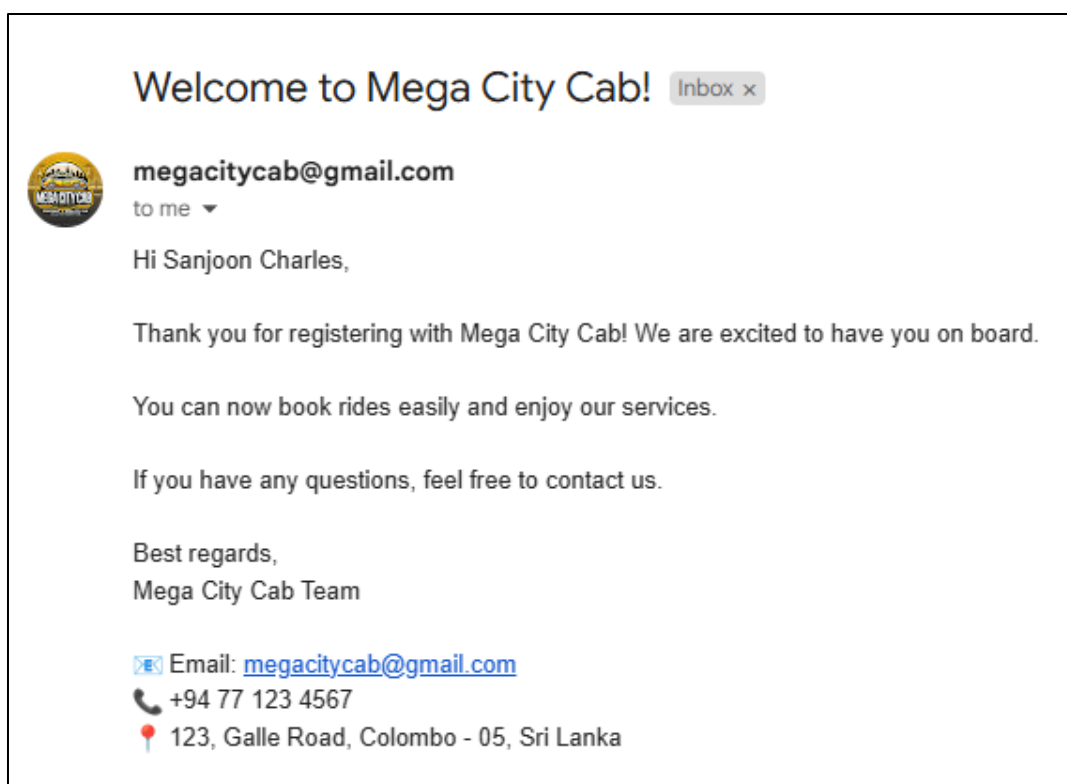 Welcome to Mega City Cab! Inbox ×
MEGA CITY CAB
megacitycab@gmail.com
to me
Hi Sanjoon Charles,
Thank you for registering with Mega City Cab! We are excited to have you on board.
You can now book rides easily and enjoy our services.
If you have any questions, feel free to contact us.
Best regards,
Mega City Cab Team
📧 Email: megacitycab@gmail.com
📞 +94 77 123 4567
📍 123, Galle Road, Colombo - 05, Sri Lanka